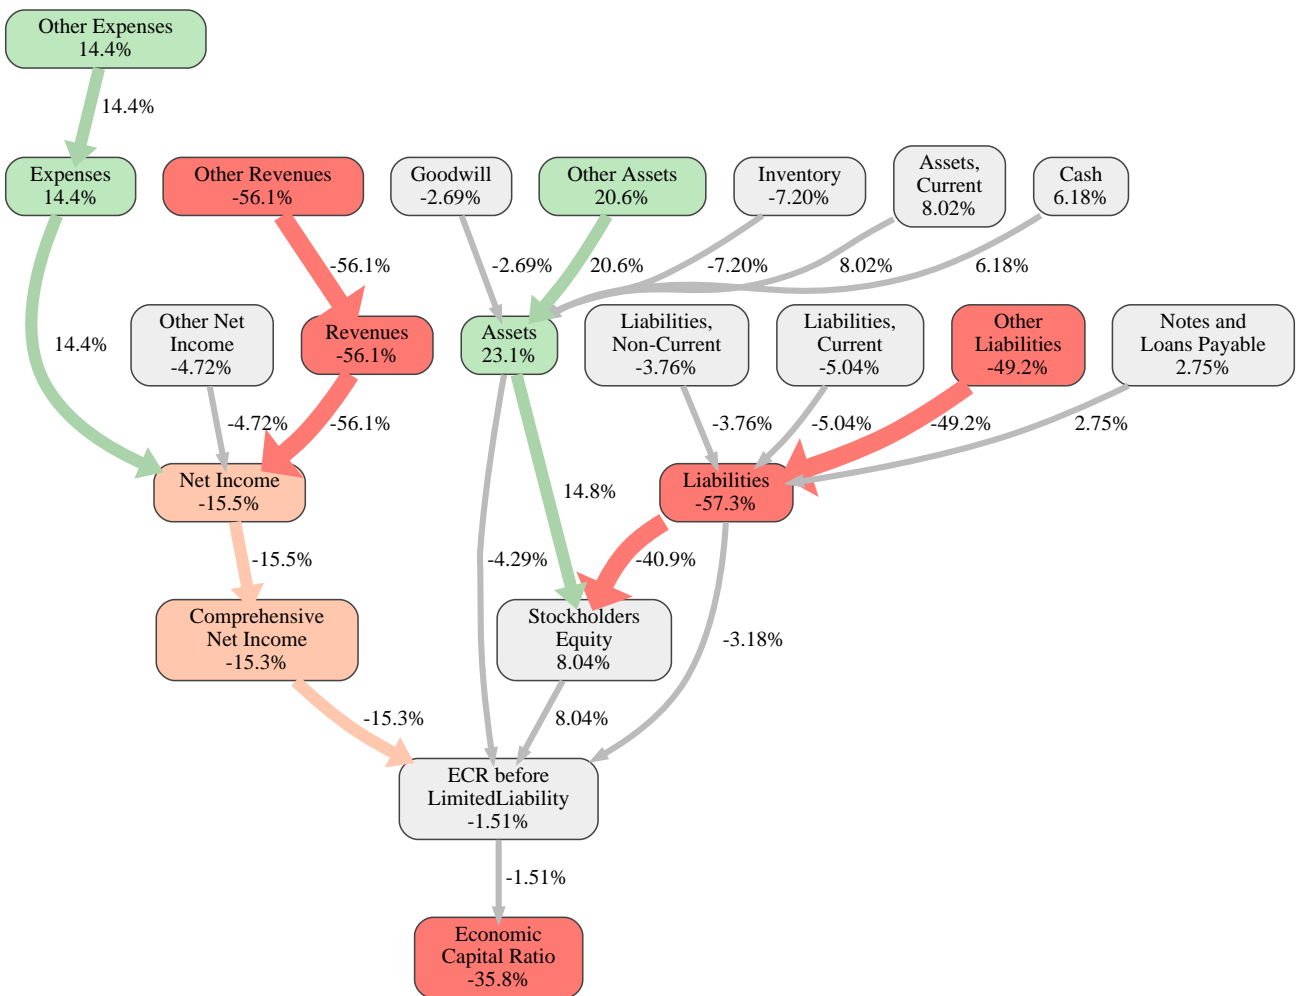 Other Expenses
14.4%
14.4%
Expenses
14.4%
Other Revenues
-56.1%
Goodwill
-2.69%
Other Assets
20.6%
Inventory
-7.20%
Assets,
Current
8.02%
Cash
6.18%
-56.1%
-2.69%
20.6%
-7.20%
8.02%
6.18%
14.4%
Other Net
Income
-4.72%
Revenues
-56.1%
Assets
23.1%
Liabilities,
Non-Current
-3.76%
Liabilities,
Current
-5.04%
Other
Liabilities
-49.2%
Notes and
Loans Payable
2.75%
-4.72%
-56.1%
-3.76%
-5.04%
-49.2%
2.75%
Net Income
-15.5%
14.8%
Liabilities
-57.3%
-15.5%
-4.29%
-40.9%
Comprehensive
Net Income
-15.3%
Stockholders
Equity
8.04%
-3.18%
-15.3%
8.04%
ECR before
LimitedLiability
-1.51%
-1.51%
Economic
Capital Ratio
-35.8%